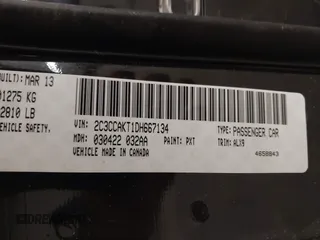 UILT): MAR 13
01275 KG
2810 LB
VEHICLE SAFETY.
VIN: 2C3CCAKT1DH667134
TYPE: PASSENGER CAR
MDH: 030422 032AA
PAINT: PXT
TRIM: ALX9
VEHICLE MADE IN CANADA
4658843